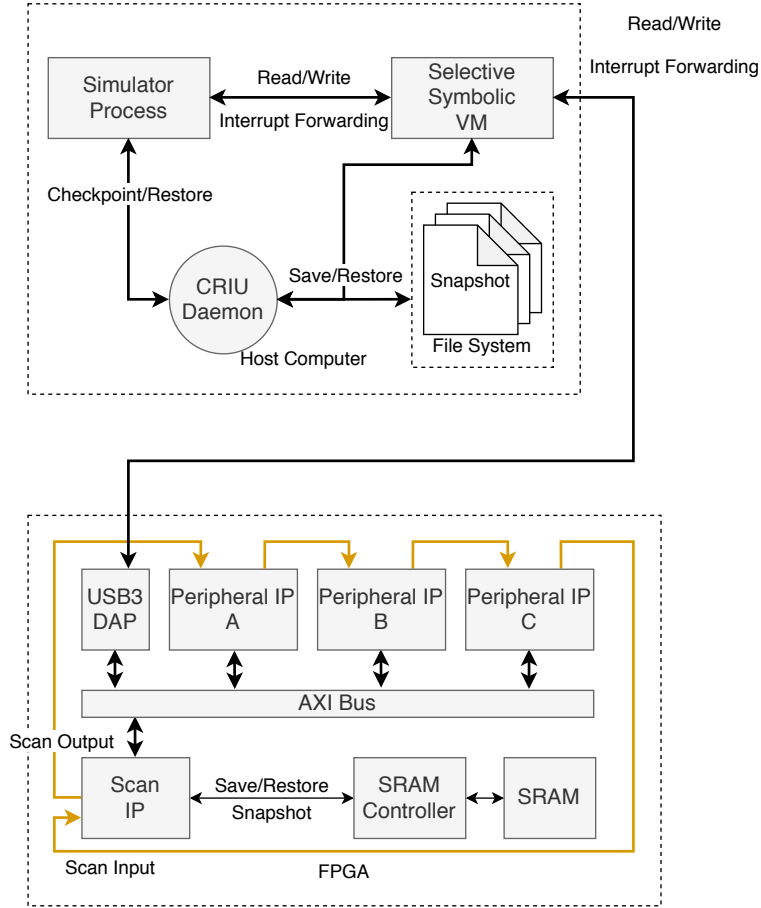 Read/Write
Interrupt Forwarding
Simulator
Process
Read/Write
Interrupt Forwarding
Selective
Symbolic
VM
Checkpoint/Restore
CRIU
Daemon
Save/Restore
Snapshot
File System
Host Computer
USB3
DAP
Peripheral IP
A
Peripheral IP
B
Peripheral IP
C
AXI Bus
Scan Output
Scan
IP
Save/Restore
Snapshot
SRAM
Controller
SRAM
Scan Input
FPGA